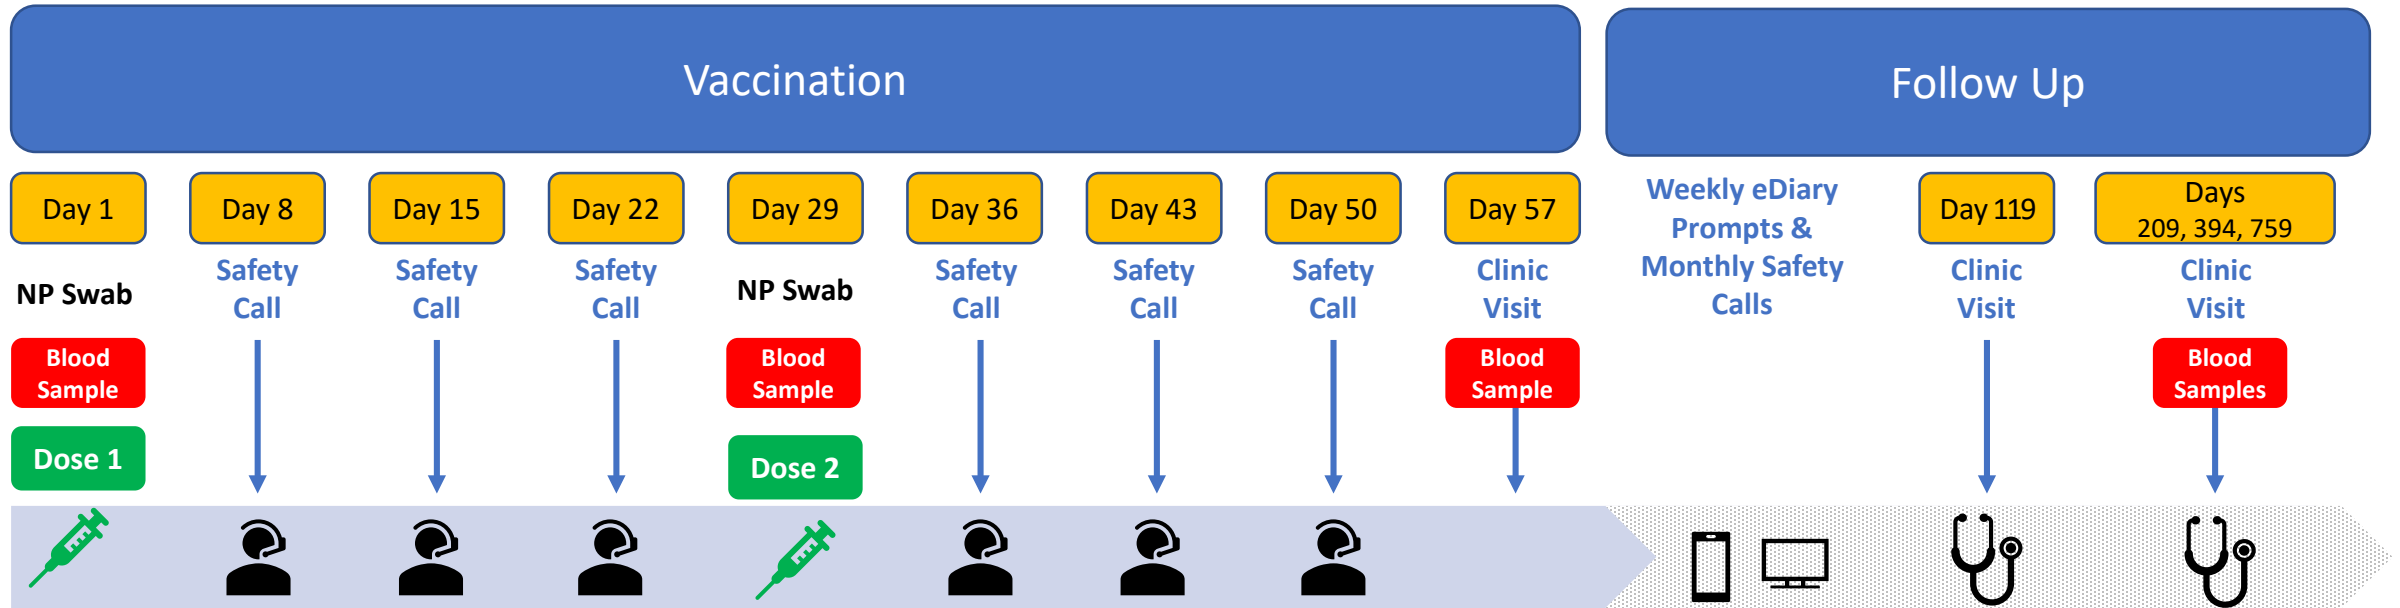 Vaccination
Follow Up
Day 1
Day 8
Day 15
Day 22
Day 29
Day 36
Day 43
Day 50
Day 57
Weekly eDiary
Prompts &
Monthly Safety
Calls
Day 119
Days
209, 394, 759
NP Swab
Safety
Call
Safety
Call
Safety
Call
NP Swab
Safety
Call
Safety
Call
Safety
Call
Clinic
Visit
Clinic
Visit
Clinic
Visit
Blood
Sample
Blood
Sample
Blood
Sample
Blood
Samples
Dose 1
Dose 2